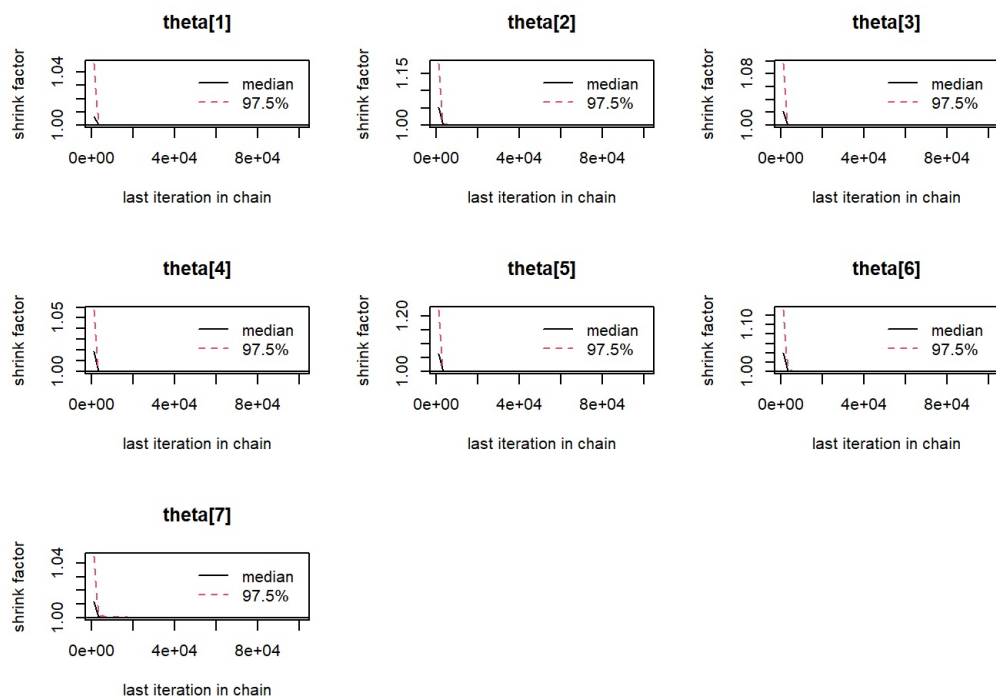 theta[1]
shrink factor
1.00 1.04
median
97.5%
0e+00 4e+04 8e+04
last iteration in chain
theta[2]
shrink factor
1.00 1.15
median
97.5%
0e+00 4e+04 8e+04
last iteration in chain
theta[3]
shrink factor
1.00 1.08
median
97.5%
0e+00 4e+04 8e+04
last iteration in chain
theta[4]
shrink factor
1.00 1.05
median
97.5%
0e+00 4e+04 8e+04
last iteration in chain
theta[5]
shrink factor
1.00 1.20
median
97.5%
0e+00 4e+04 8e+04
last iteration in chain
theta[6]
shrink factor
1.00 1.10
median
97.5%
0e+00 4e+04 8e+04
last iteration in chain
theta[7]
shrink factor
1.00 1.04
median
97.5%
0e+00 4e+04 8e+04
last iteration in chain